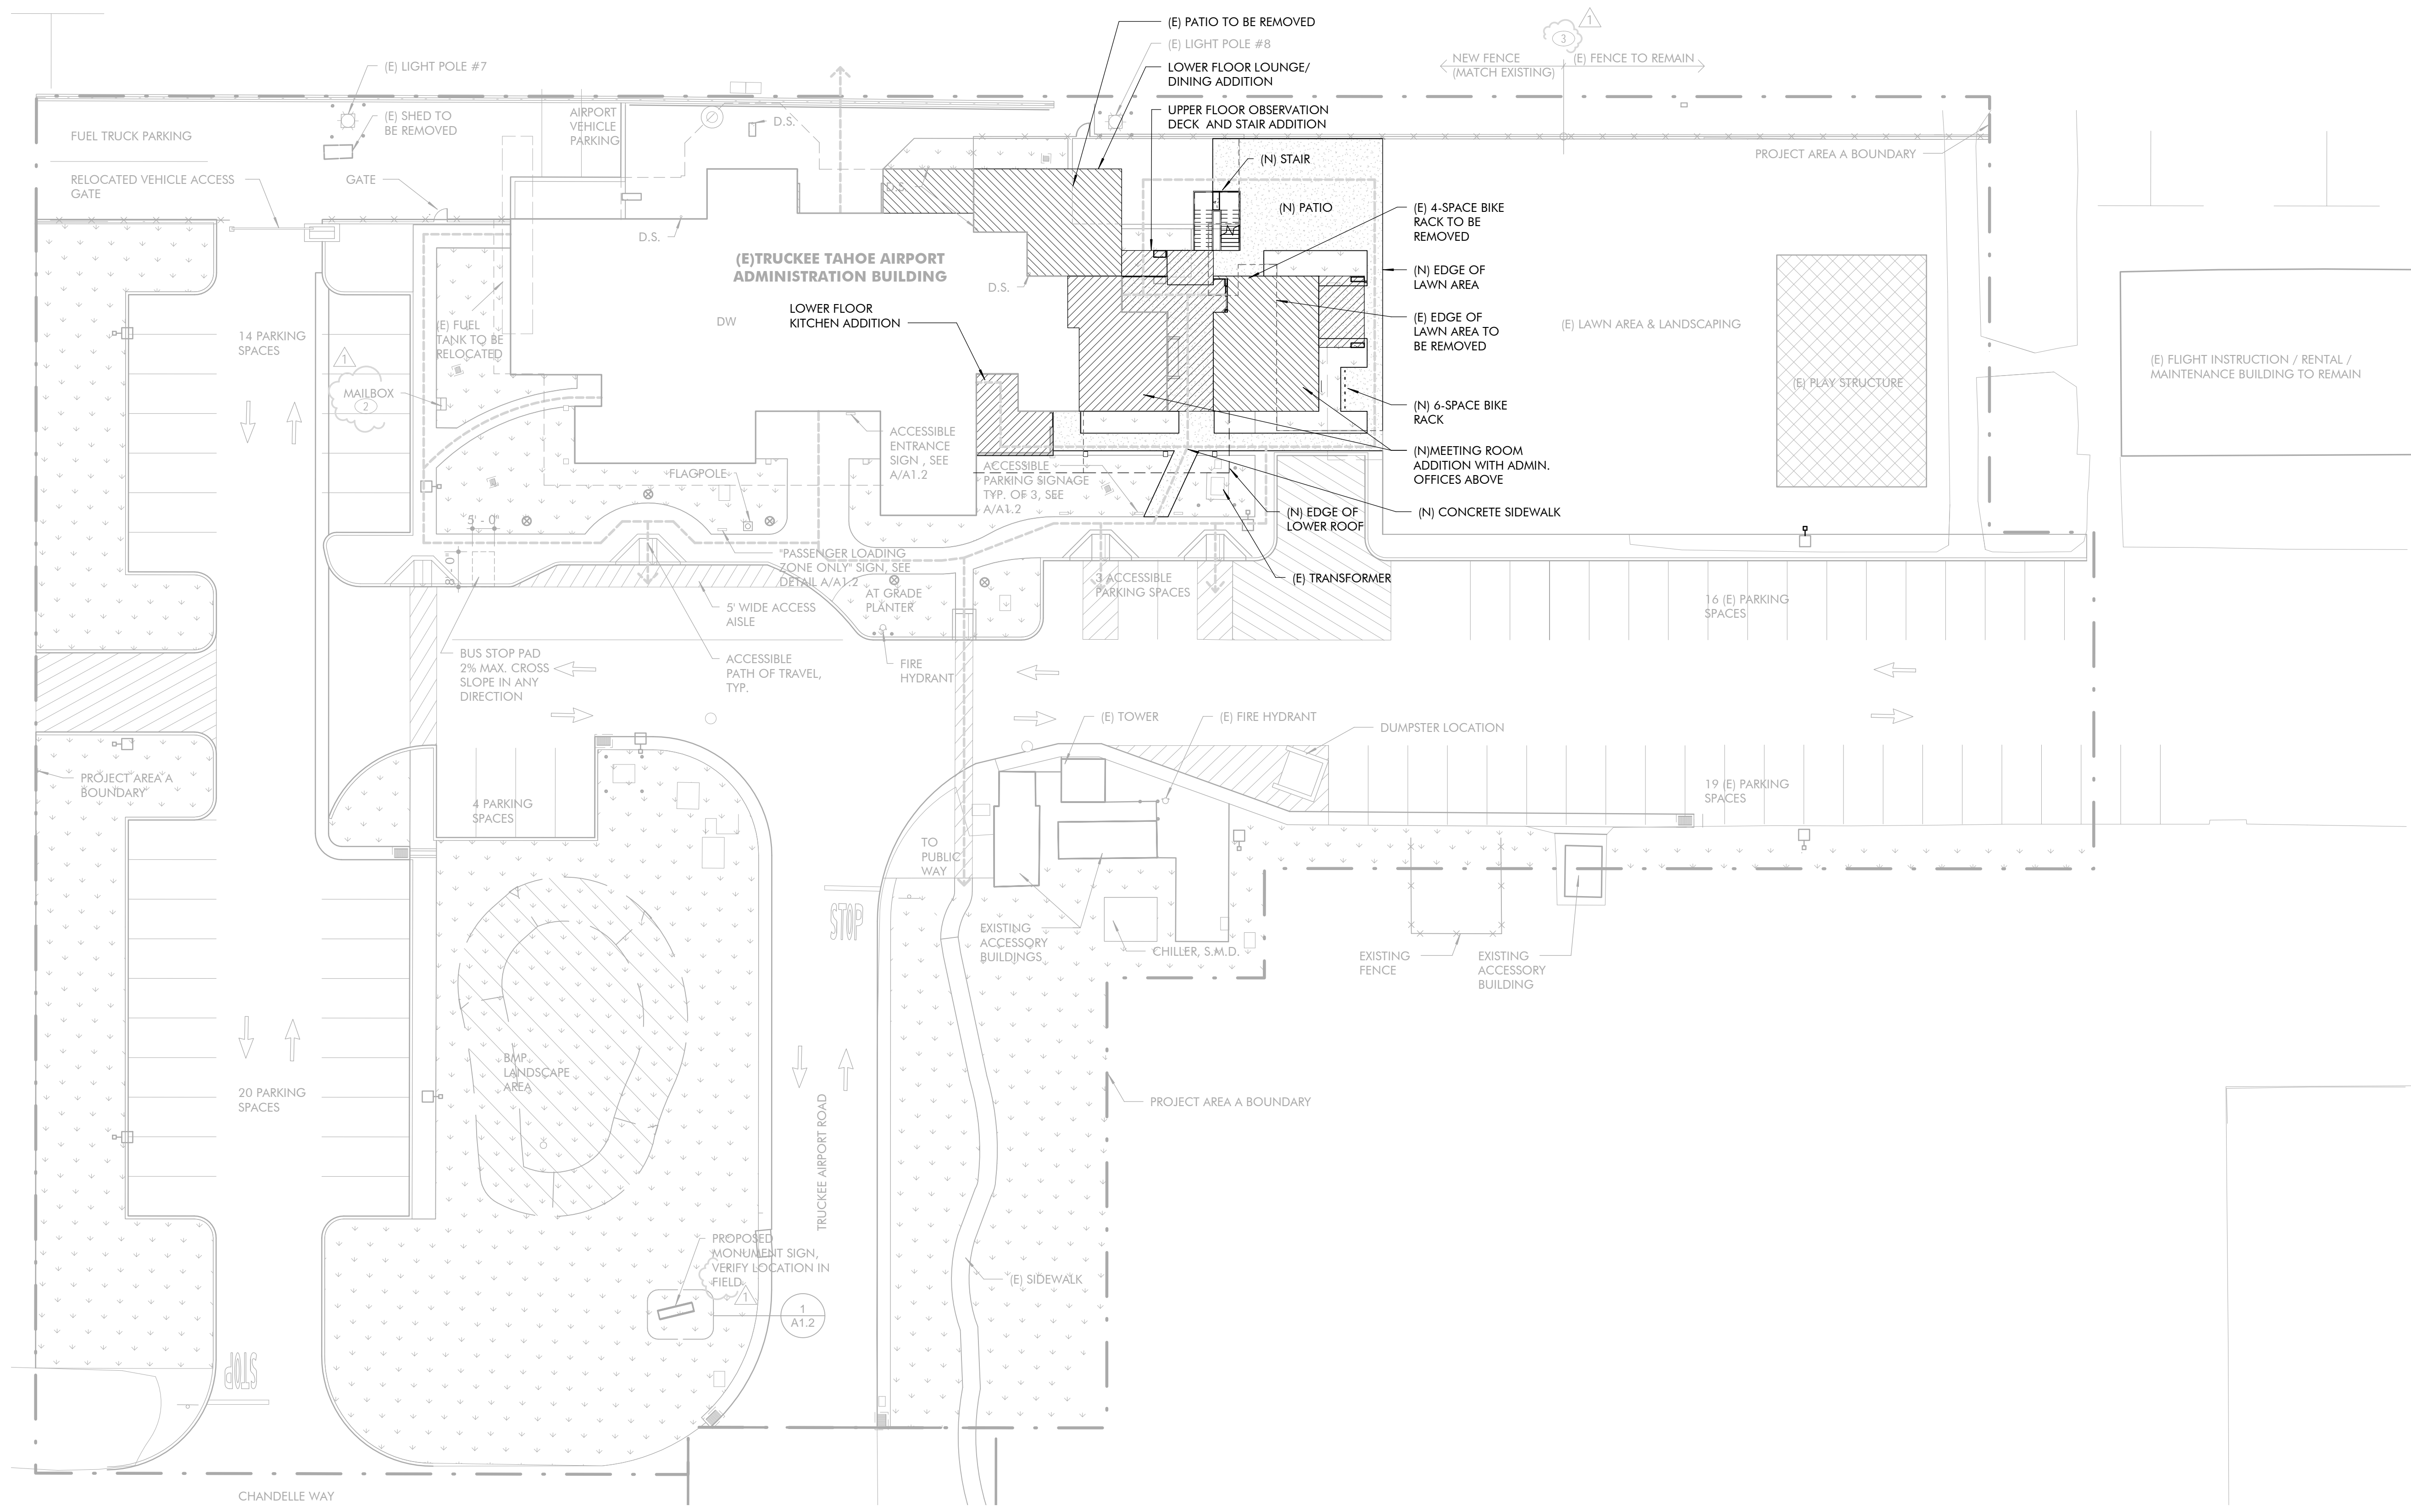 (E) PATIO TO BE REMOVED
(E) LIGHT POLE #8
LOWER FLOOR LOUNGE/
DINING ADDITION
UPPER FLOOR OBSERVATION
DECK AND STAIR ADDITION
1
3
NEW FENCE
(MATCH EXISTING)
(E) FENCE TO REMAIN
(E) LIGHT POLE #7
(E) SHED TO
BE REMOVED
AIRPORT
VEHICLE
PARKING
D.S.
FUEL TRUCK PARKING
PROJECT AREA A BOUNDARY
(N) STAIR
RELOCATED VEHICLE ACCESS
GATE
GATE
D.S.
(N) PATIO
(E) 4-SPACE BIKE
RACK TO BE
REMOVED
D.S.
(E)TRUCKEE TAHOE AIRPORT
ADMINISTRATION BUILDING
D.S.
(N) EDGE OF
LAWN AREA
LOWER FLOOR
KITCHEN ADDITION
DW
(E) EDGE OF
LAWN AREA TO
BE REMOVED
(E) LAWN AREA & LANDSCAPING
14 PARKING
SPACES
(E) FUEL
TANK TO BE
RELOCATED
1
MAILBOX
2
(E) PLAY STRUCTURE
(E) FLIGHT INSTRUCTION / RENTAL /
MAINTENANCE BUILDING TO REMAIN
(N) 6-SPACE BIKE
RACK
ACCESSIBLE
ENTRANCE
SIGN , SEE
A/A1.2
(N)MEETING ROOM
ADDITION WITH ADMIN.
OFFICES ABOVE
FLAGPOLE
ACCESSIBLE
PARKING SIGNAGE
TYP. OF 3, SEE
A/A1.2
(N) EDGE OF
LOWER ROOF
(N) CONCRETE SIDEWALK
5' - 0"
8' - 0"
"PASSENGER LOADING
ZONE ONLY" SIGN, SEE
DETAIL A/A1.2
(E) TRANSFORMER
3 ACCESSIBLE
PARKING SPACES
AT GRADE
PLANTER
5' WIDE ACCESS
AISLE
16 (E) PARKING
SPACES
BUS STOP PAD
2% MAX. CROSS
SLOPE IN ANY
DIRECTION
ACCESSIBLE
PATH OF TRAVEL,
TYP.
FIRE
HYDRANT
(E) TOWER
(E) FIRE HYDRANT
DUMPSTER LOCATION
PROJECT AREA A
BOUNDARY
4 PARKING
SPACES
19 (E) PARKING
SPACES
TO
PUBLIC
WAY
STOP
EXISTING
ACCESSORY
BUILDINGS
CHILLER, S.M.D.
EXISTING
FENCE
EXISTING
ACCESSORY
BUILDING
BMP
LANDSCAPE
AREA
20 PARKING
SPACES
TRUCKEE AIRPORT ROAD
PROJECT AREA A BOUNDARY
PROPOSED
MONUMENT SIGN,
VERIFY LOCATION IN
FIELD
1
1
A1.2
(E) SIDEWALK
STOP
CHANDELLE WAY